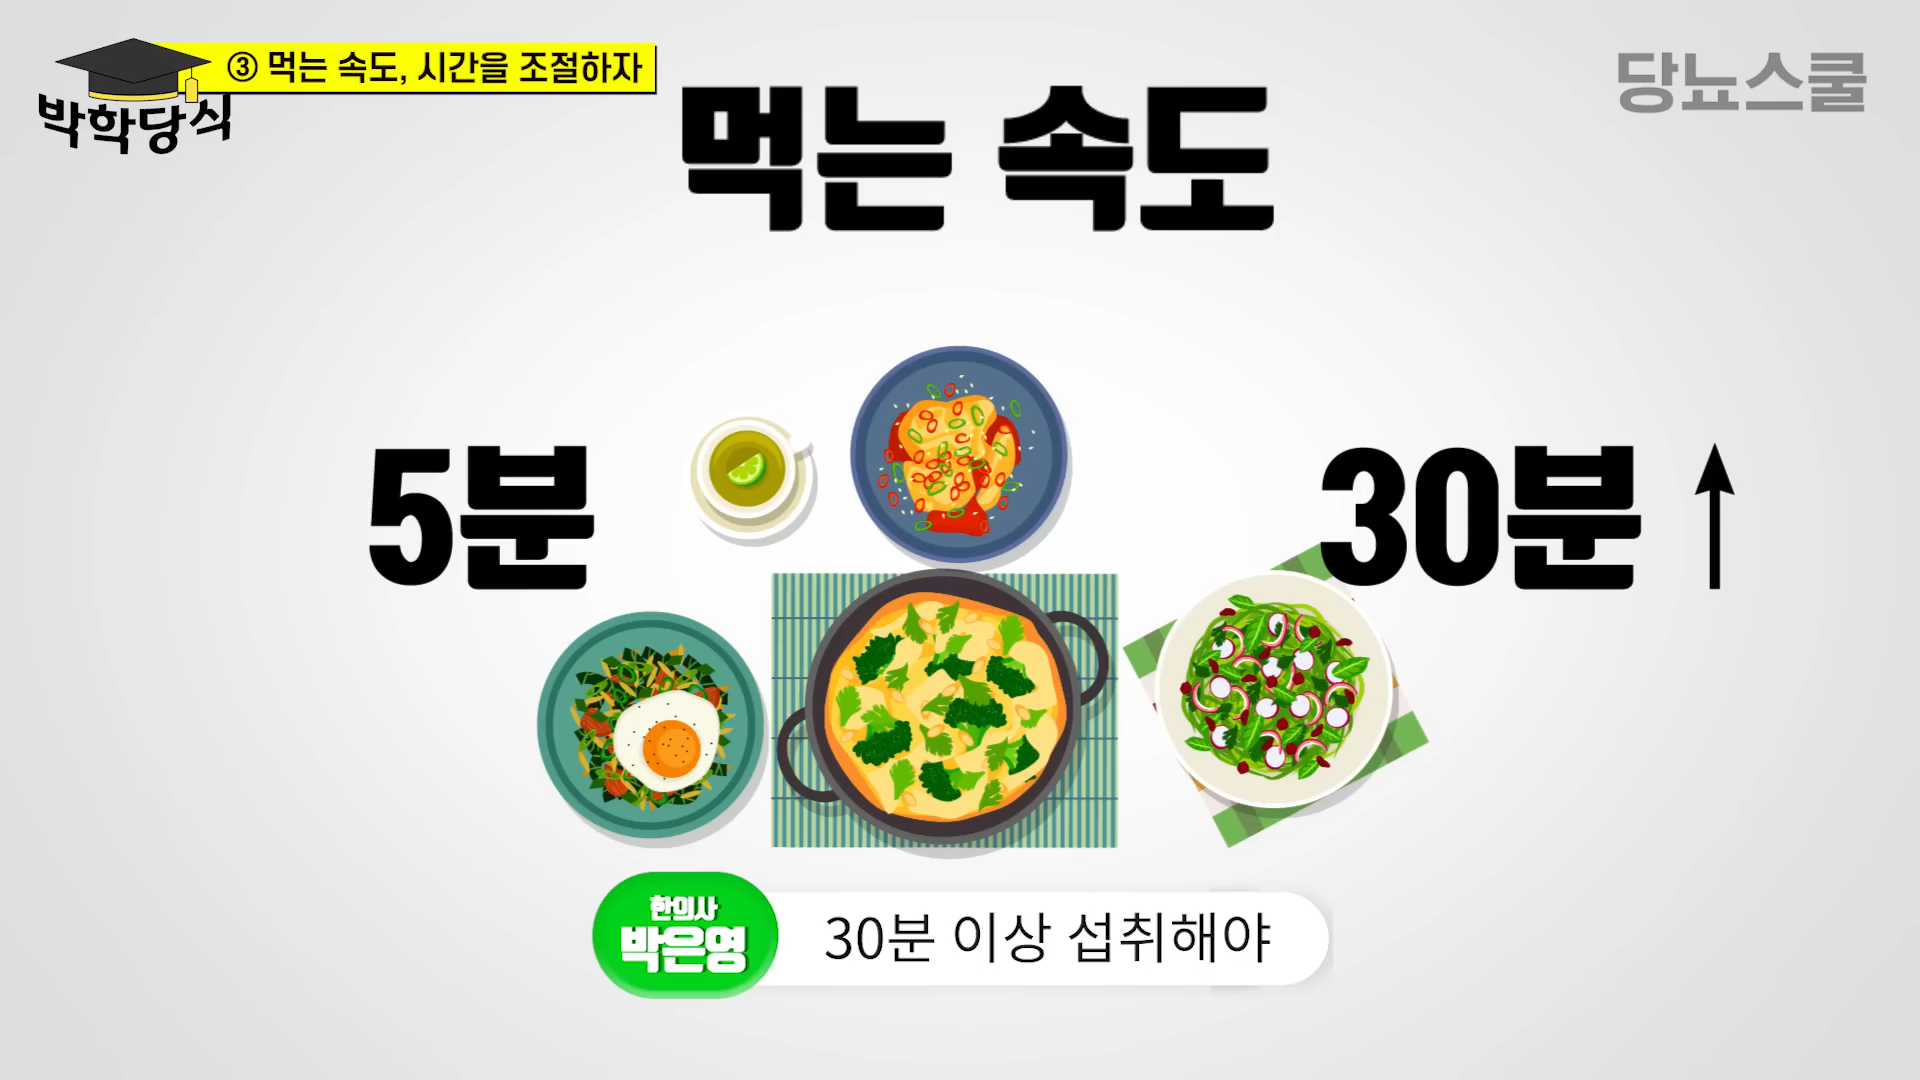 ③ 먹는 속도, 시간을 조절하자
박학당식
당뇨스쿨
먹는 속도
5분
30분
한의사
박은영
30분 이상 섭취해야